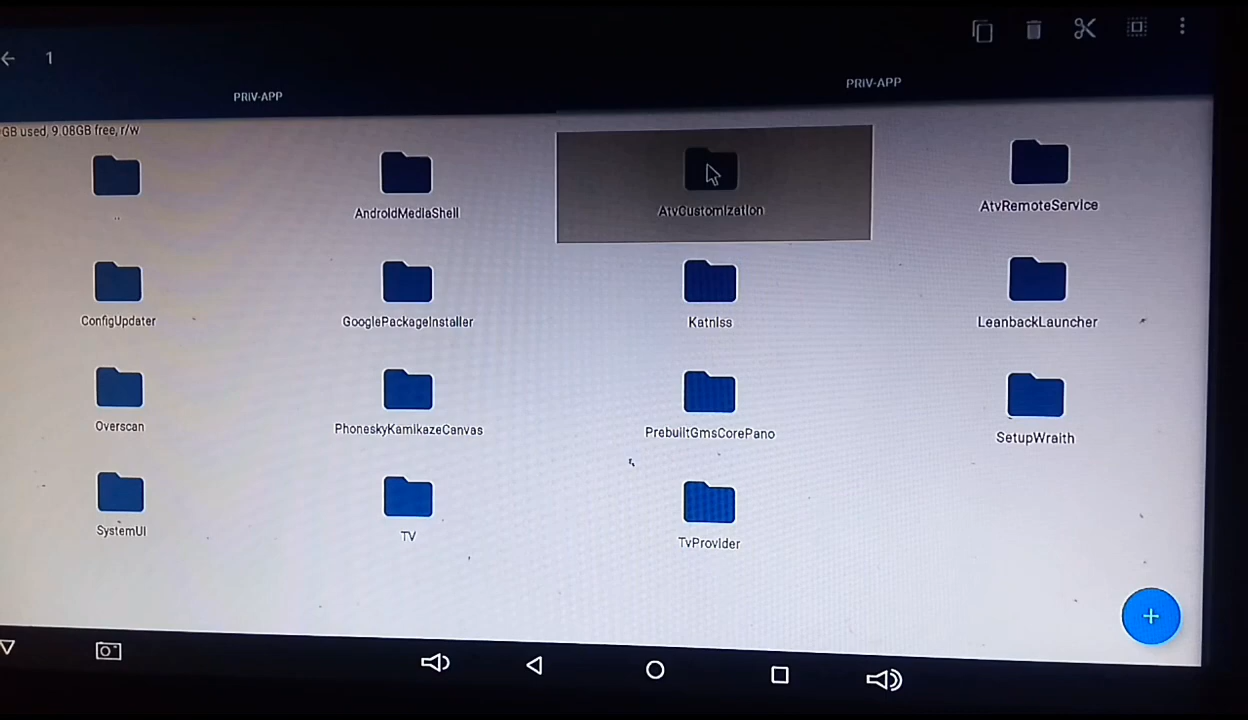 1
PRIV-APP
PRIV-APP
GB used, 9.08GB free, r/w
..
AndroidMediaShell
AtvCustomization
AtvRemoteService
ConfigUpdater
GooglePackageInstaller
Katniss
LeanbackLauncher
Overscan
PhoneskyKamikazeCanvas
PrebuiltGmsCorePano
SetupWraith
SystemUI
TV
TvProvider